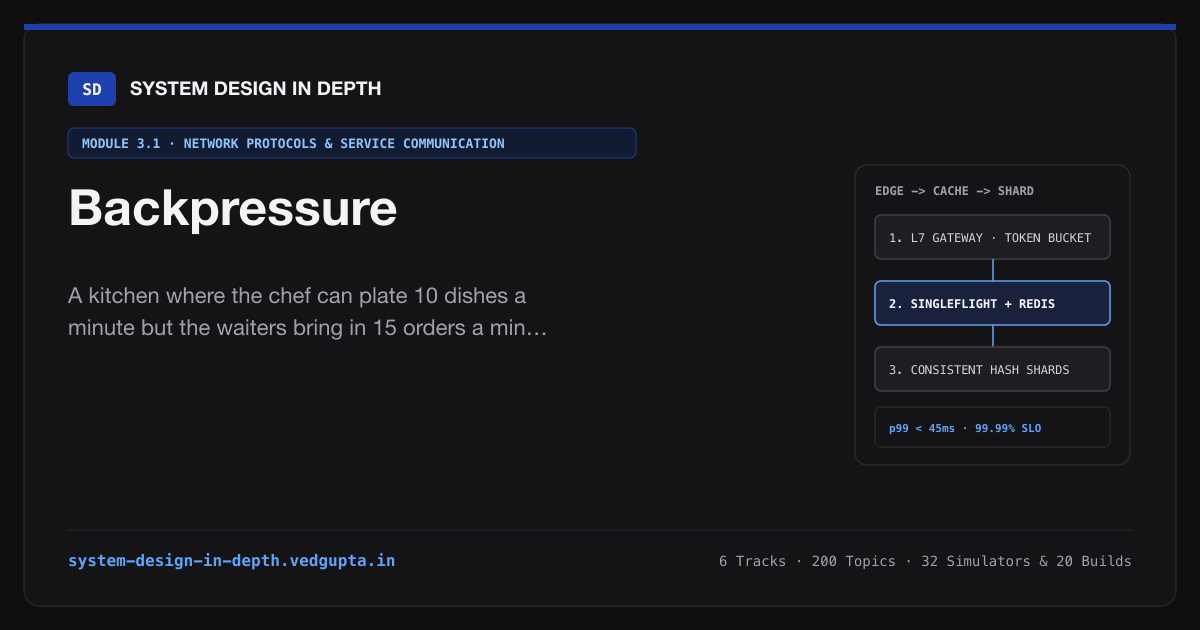 SD
SYSTEM DESIGN IN DEPTH
MODULE 3.1 · NETWORK PROTOCOLS & SERVICE COMMUNICATION
Backpressure
A kitchen where the chef can plate 10 dishes a
minute but the waiters bring in 15 orders a min…
EDGE —> CACHE —> SHARD
1. L7 GATEWAY · TOKEN BUCKET
2. SINGLEFLIGHT + REDIS
3. CONSISTENT HASH SHARDS
p99 < 45ms · 99.99% SLO
system-design-in-depth.vedgupta.in
6 Tracks · 200 Topics · 32 Simulators & 20 Builds